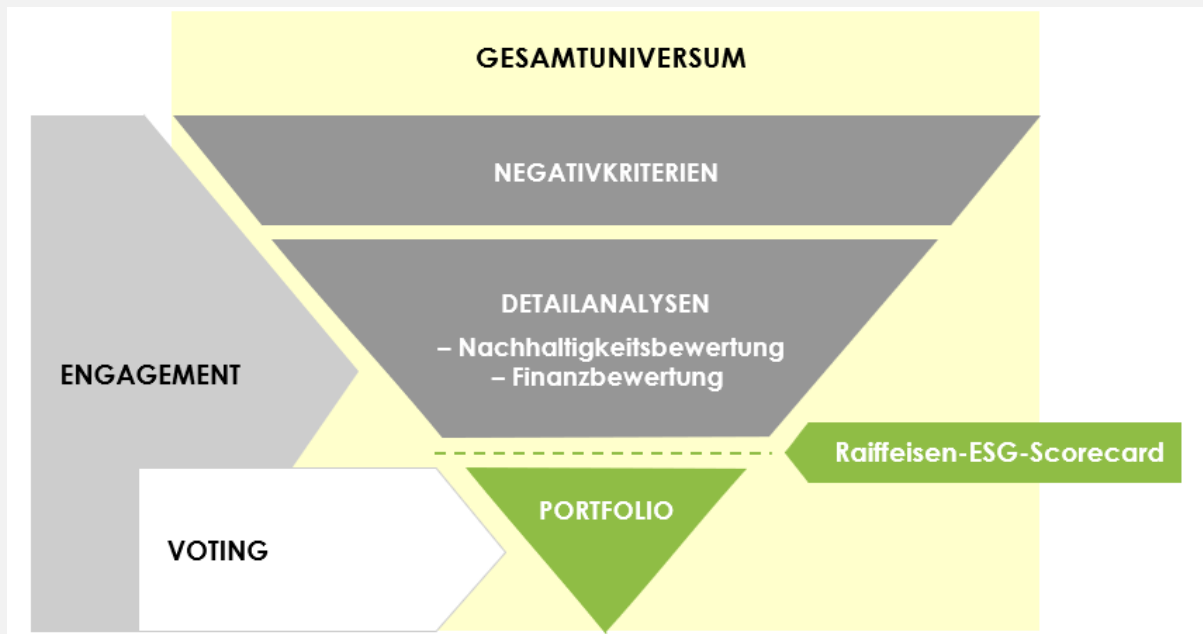 GESAMTUNIVERSUM
NEGATIVKRITERIEN
DETAILANALYSEN
– Nachhaltigkeitsbewertung
– Finanzbewertung
ENGAGEMENT
Raiffeisen-ESG-Scorecard
PORTFOLIO
VOTING